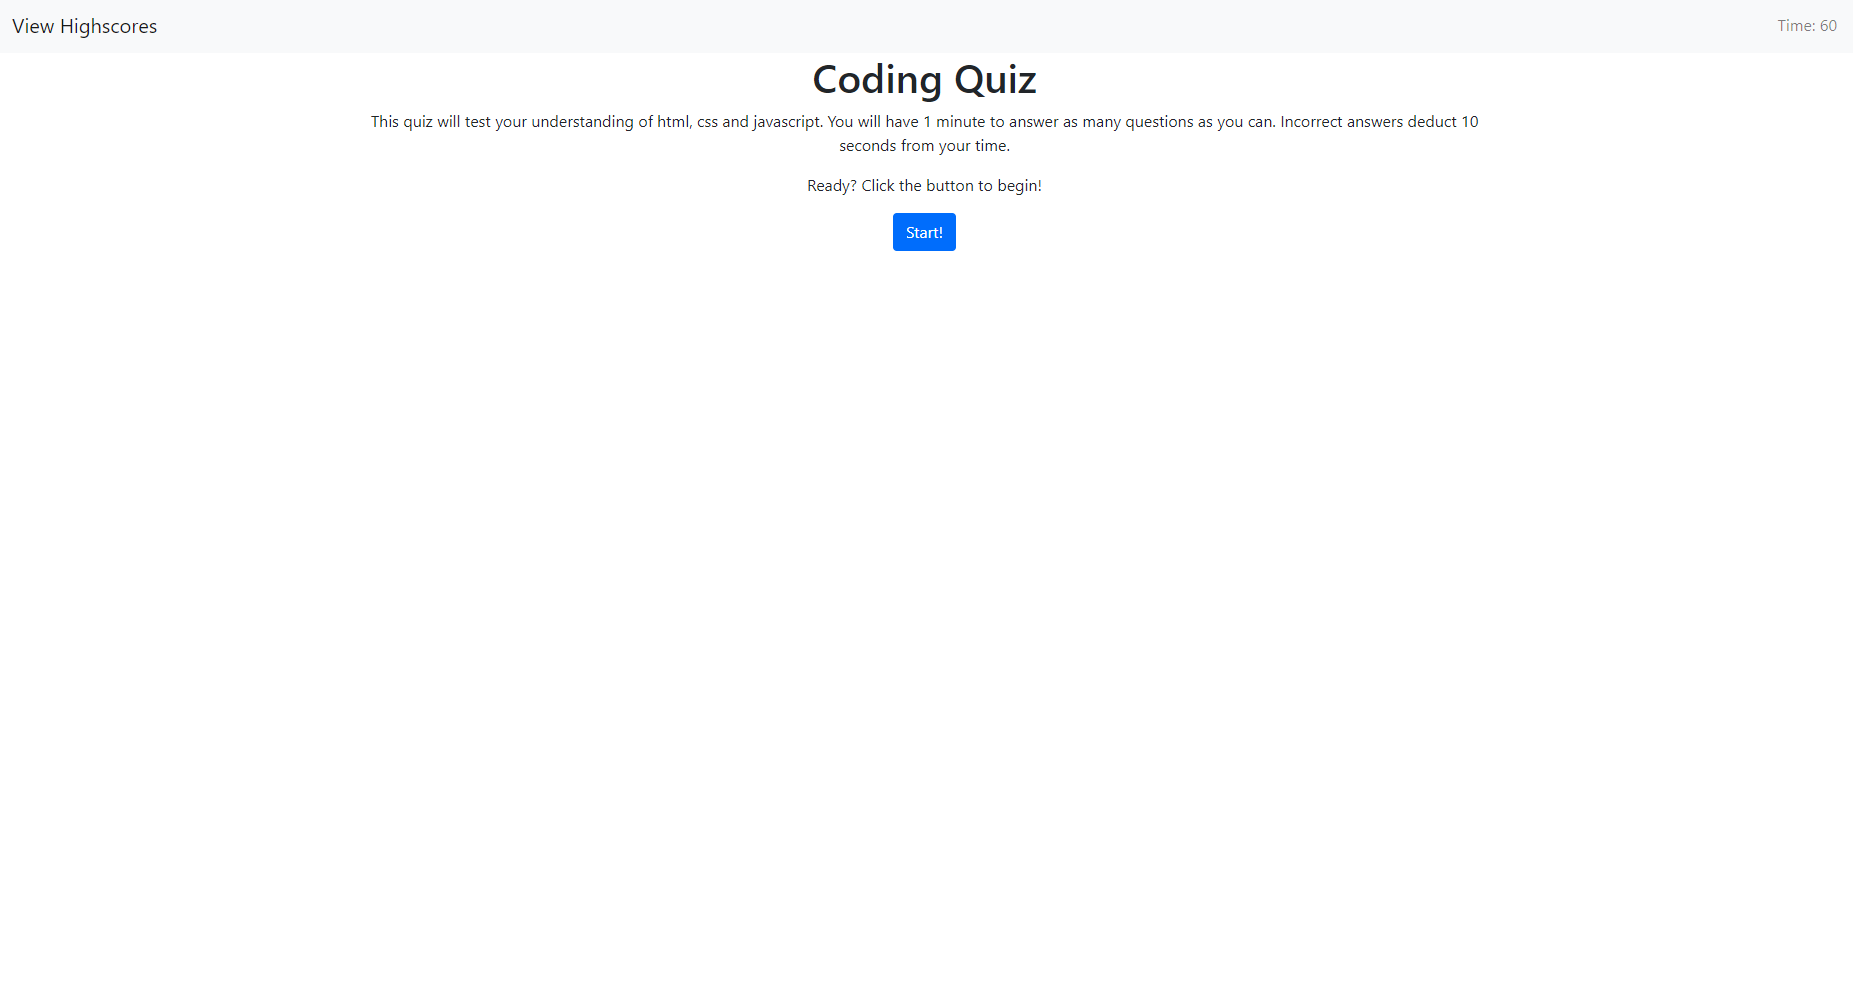 View Highscores
Time: 60
Coding Quiz
This quiz will test your understanding of html, css and javascript. You will have 1 minute to answer as many questions as you can. Incorrect answers deduct 10
seconds from your time.
Ready? Click the button to begin!
Start!